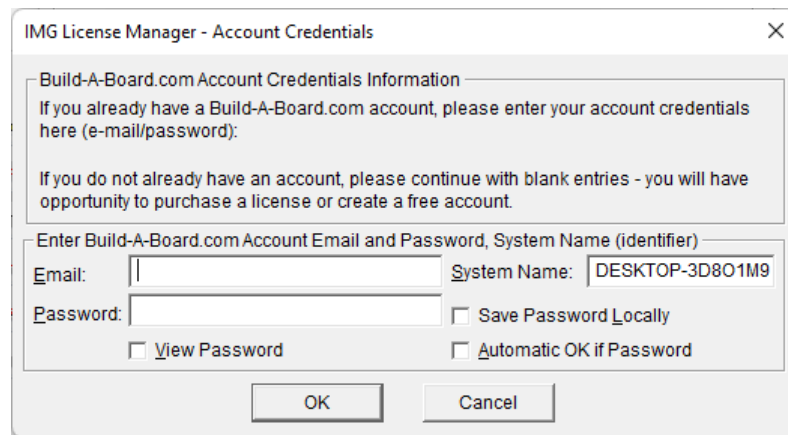 IMG License Manager - Account Credentials
Build-A-Board.com Account Credentials Information
If you already have a Build-A-Board.com account, please enter your account credentials
here (e-mail/password):
If you do not already have an account, please continue with blank entries - you will have
opportunity to purchase a license or create a free account.
Enter Build-A-Board.com Account Email and Password, System Name (identifier)
Email:
System Name: DESKTOP-3D8O1M9
Password:
Save Password Locally
View Password
Automatic OK if Password
OK
Cancel